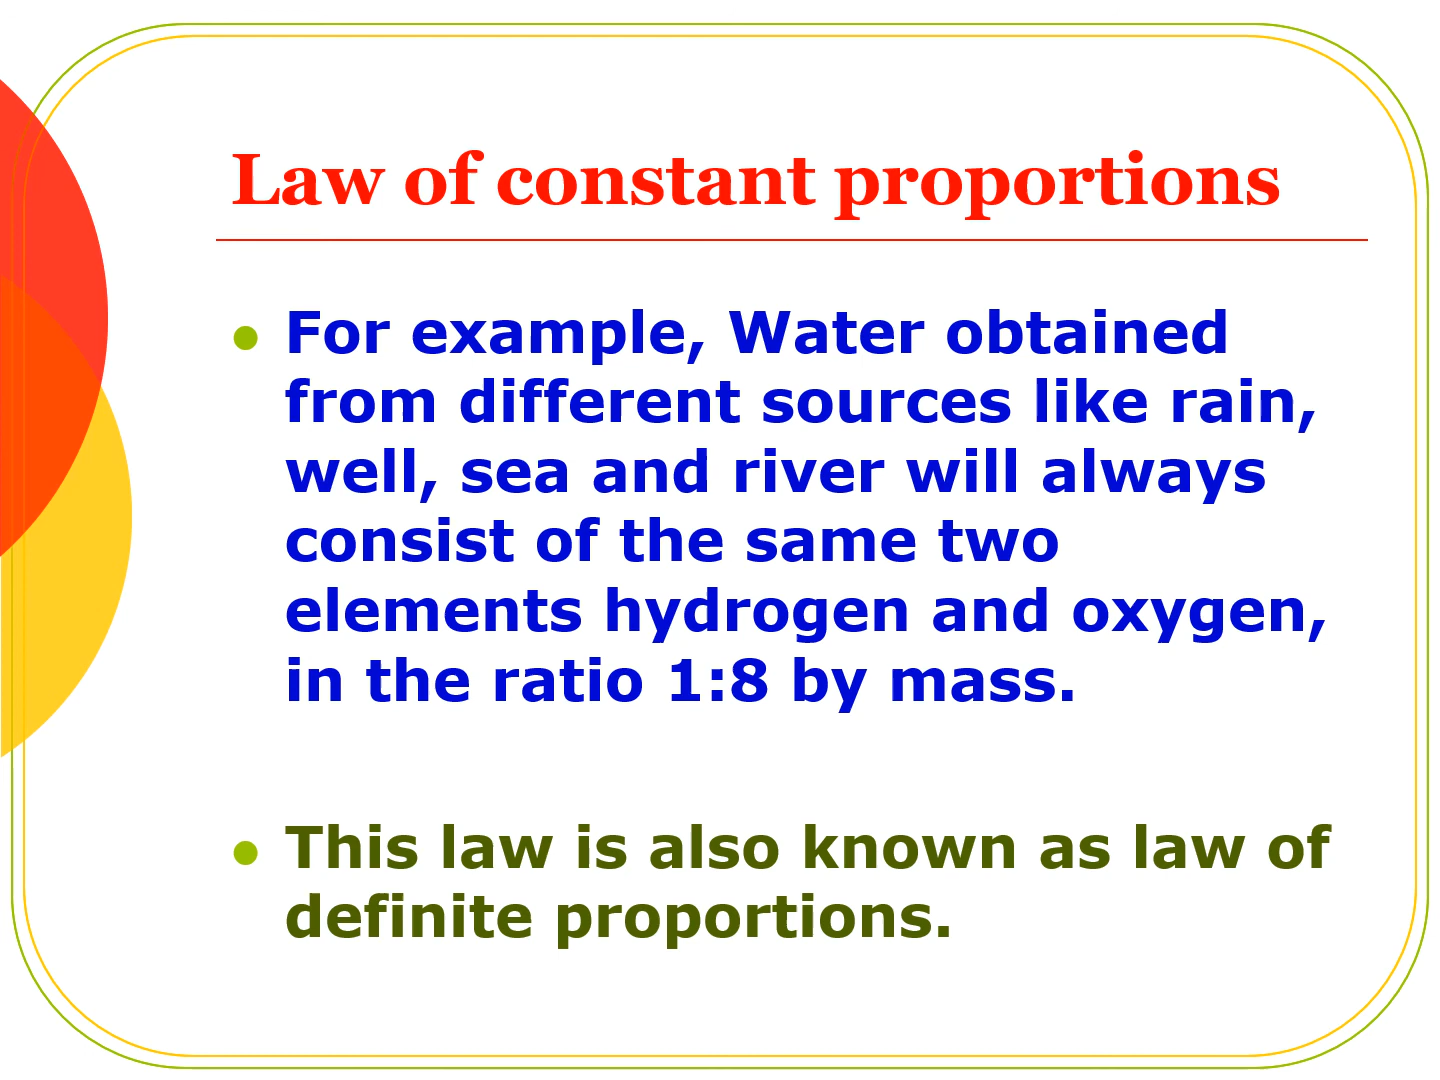 Law of constant proportions
● For example, Water obtained
from different sources like rain,
well, sea and river will always
consist of the same two
elements hydrogen and oxygen,
in the ratio 1:8 by mass.
● This law is also known as law of
definite proportions.